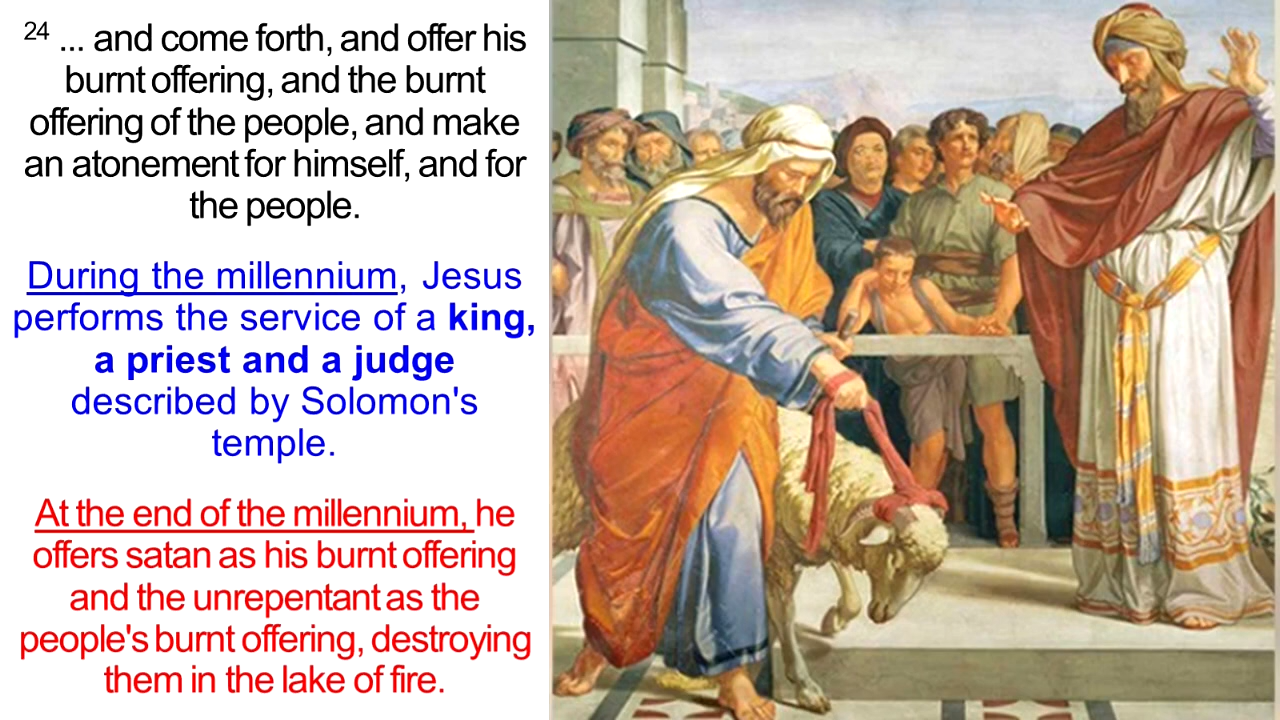 24 ... and come forth, and offer his
burnt offering, and the burnt
offering of the people, and make
an atonement for himself, and for
the people.
During the millennium, Jesus
performs the service of a king,
a priest and a judge
described by Solomon's
temple.
At the end of the millennium, he
offers satan as his burnt offering
and the unrepentant as the
people's burnt offering, destroying
them in the lake of fire.